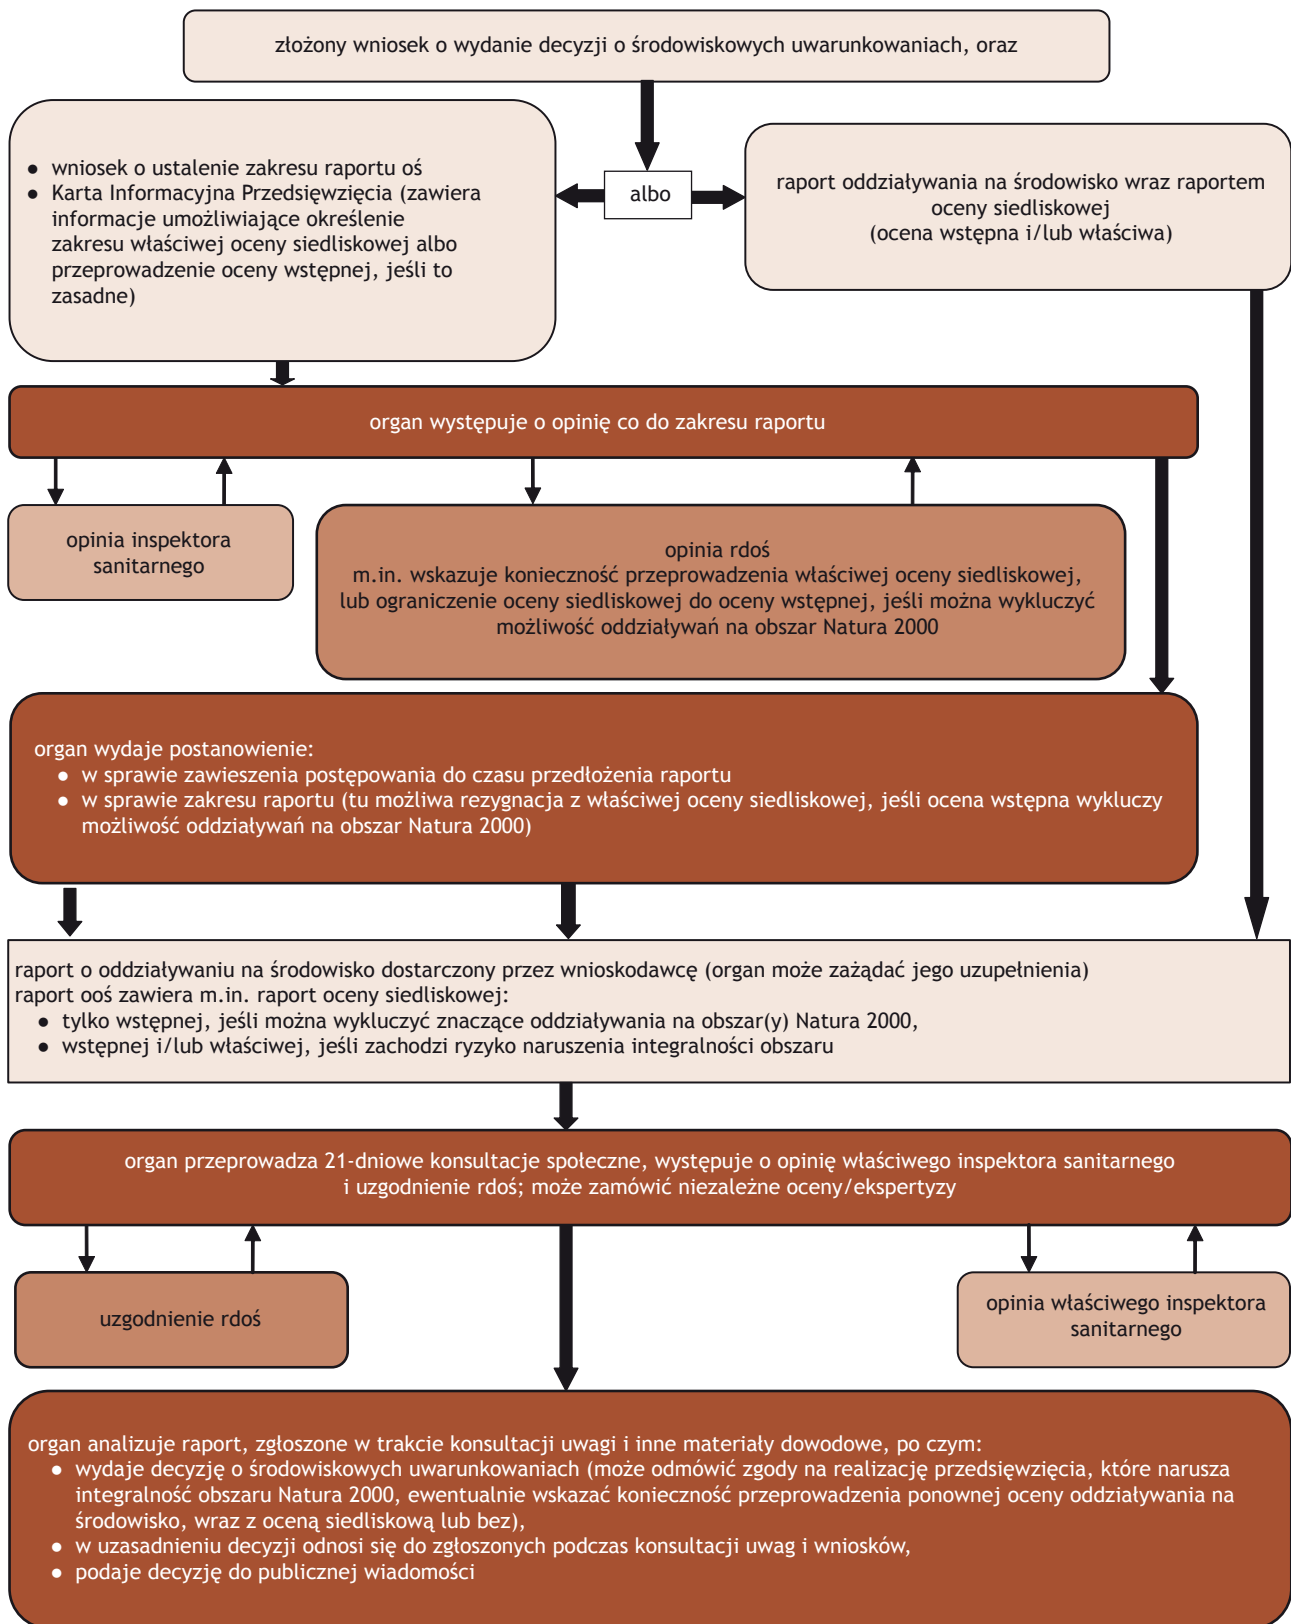 złożony wniosek o wydanie decyzji o środowiskowych uwarunkowaniach, oraz
● wniosek o ustalenie zakresu raportu oś
● Karta Informacyjna Przedsięwzięcia (zawiera
informacje umożliwiające określenie
zakresu właściwej oceny siedliskowej albo
przeprowadzenie oceny wstępnej, jeśli to
zasadne)
albo
raport oddziaływania na środowisko wraz raportem
oceny siedliskowej
(ocena wstępna i/lub właściwa)
organ występuje o opinię co do zakresu raportu
opinia inspektora
sanitarnego
opinia rdoś
m.in. wskazuje konieczność przeprowadzenia właściwej oceny siedliskowej,
lub ograniczenie oceny siedliskowej do oceny wstępnej, jeśli można wykluczyć
możliwość oddziaływań na obszar Natura 2000
organ wydaje postanowienie:
● w sprawie zawieszenia postępowania do czasu przedłożenia raportu
● w sprawie zakresu raportu (tu możliwa rezygnacja z właściwej oceny siedliskowej, jeśli ocena wstępna wykluczy
możliwość oddziaływań na obszar Natura 2000)
raport o oddziaływaniu na środowisko dostarczony przez wnioskodawcę (organ może zażądać jego uzupełnienia)
raport ooś zawiera m.in. raport oceny siedliskowej:
● tylko wstępnej, jeśli można wykluczyć znaczące oddziaływania na obszar(y) Natura 2000,
● wstępnej i/lub właściwej, jeśli zachodzi ryzyko naruszenia integralności obszaru
organ przeprowadza 21-dniowe konsultacje społeczne, występuje o opinię właściwego inspektora sanitarnego
i uzgodnienie rdoś; może zamówić niezależne oceny/ekspertyzy
uzgodnienie rdoś
opinia właściwego inspektora
sanitarnego
organ analizuje raport, zgłoszone w trakcie konsultacji uwagi i inne materiały dowodowe, po czym:
● wydaje decyzję o środowiskowych uwarunkowaniach (może odmówić zgody na realizację przedsięwzięcia, które narusza
integralność obszaru Natura 2000, ewentualnie wskazać konieczność przeprowadzenia ponownej oceny oddziaływania na
środowisko, wraz z oceną siedliskową lub bez),
● w uzasadnieniu decyzji odnosi się do zgłoszonych podczas konsultacji uwag i wniosków,
● podaje decyzję do publicznej wiadomości